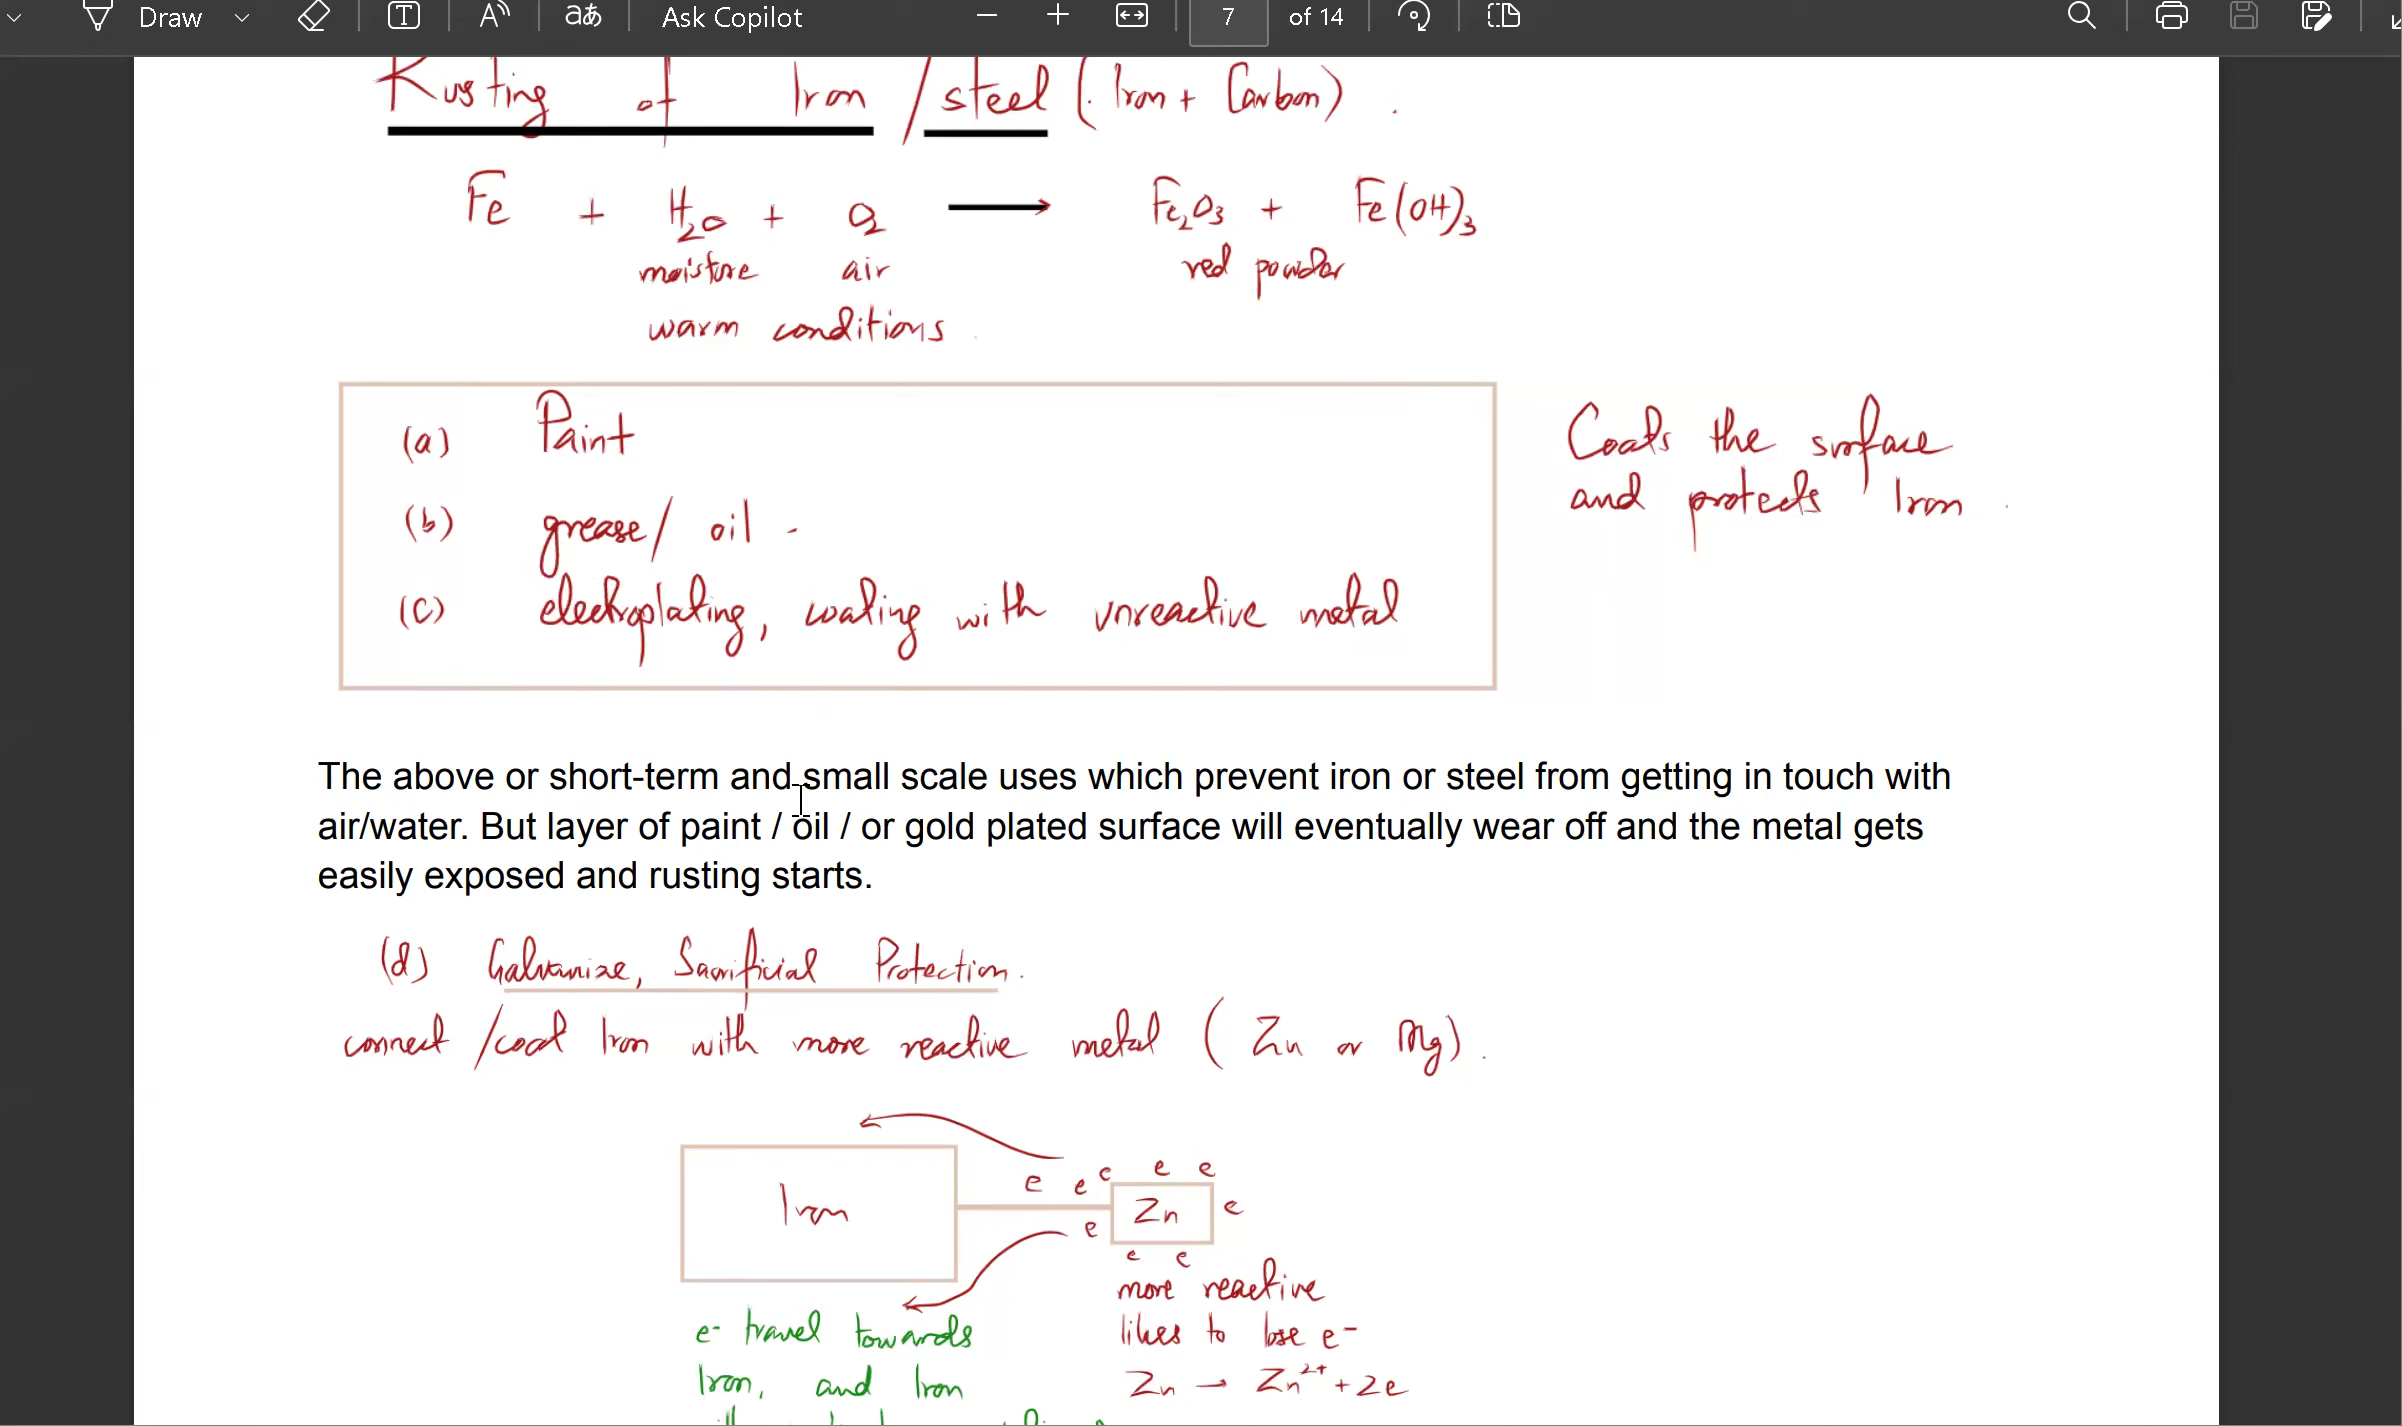 Draw T A aあ Ask Copilot 7 of 14
Rusting of Iron / steel (Iron + Carbon).
Fe + H2O + O2 → Fe2O3 + Fe(OH)3
moisture air red powder
warm conditions
(a) Paint
Coats the surface
(b) grease / oil
and protects Iron.
(c) electroplating, coating with unreactive metal
The above or short-term and small scale uses which prevent iron or steel from getting in touch with
air/water. But layer of paint / oil / or gold plated surface will eventually wear off and the metal gets
easily exposed and rusting starts.
(d) Galvanize, Sacrificial Protection.
connect /coat Iron with more reactive metal ( Zn or Mg).
e e e e e
Iron Zn e
e
e e
more reactive
e- travel towards likes to lose e-
Iron, and Iron Zn → Zn2+ + 2e